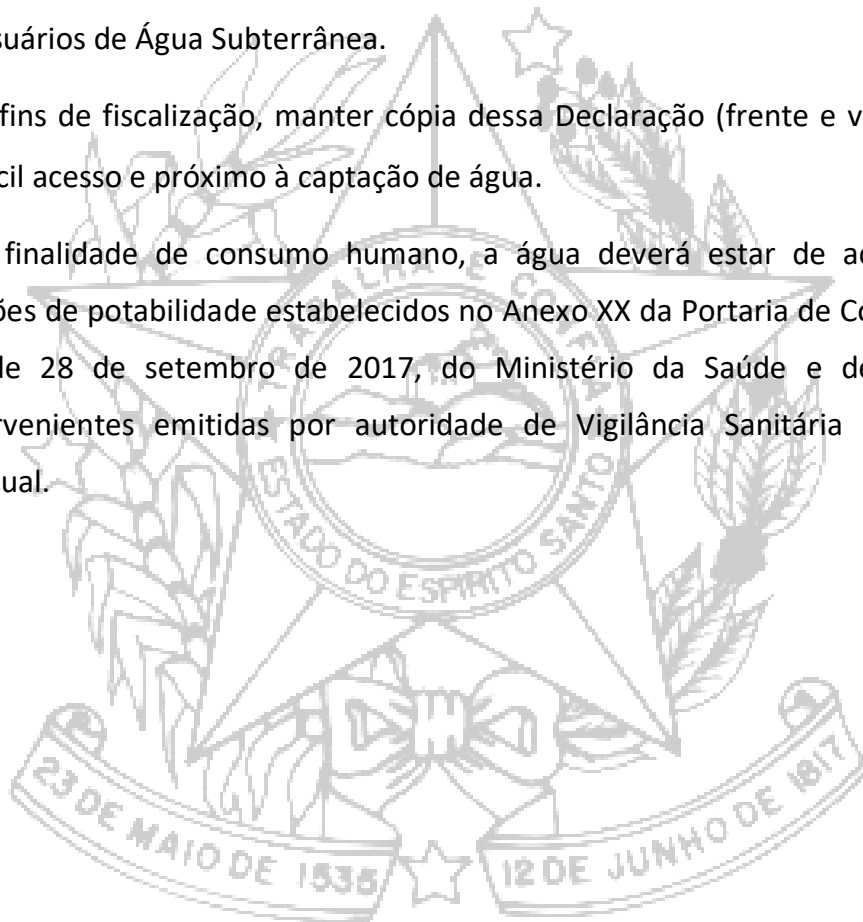 suários de Água Subterrânea.
fins de fiscalização, manter cópia dessa Declaração (frente e v
cil acesso e próximo à captação de água.
finalidade de consumo humano, a água deverá estar de ac
ões de potabilidade estabelecidos no Anexo XX da Portaria de Co
de 28 de setembro de 2017, do Ministério da Saúde e de
rvenientes emitidas por autoridade de Vigilância Sanitária
ual.
TRABALHA E CONFIA
ESTADO DO ESPIRITO SANTO
23 DE MAIO DE 1535
12 DE JUNHO DE 1817